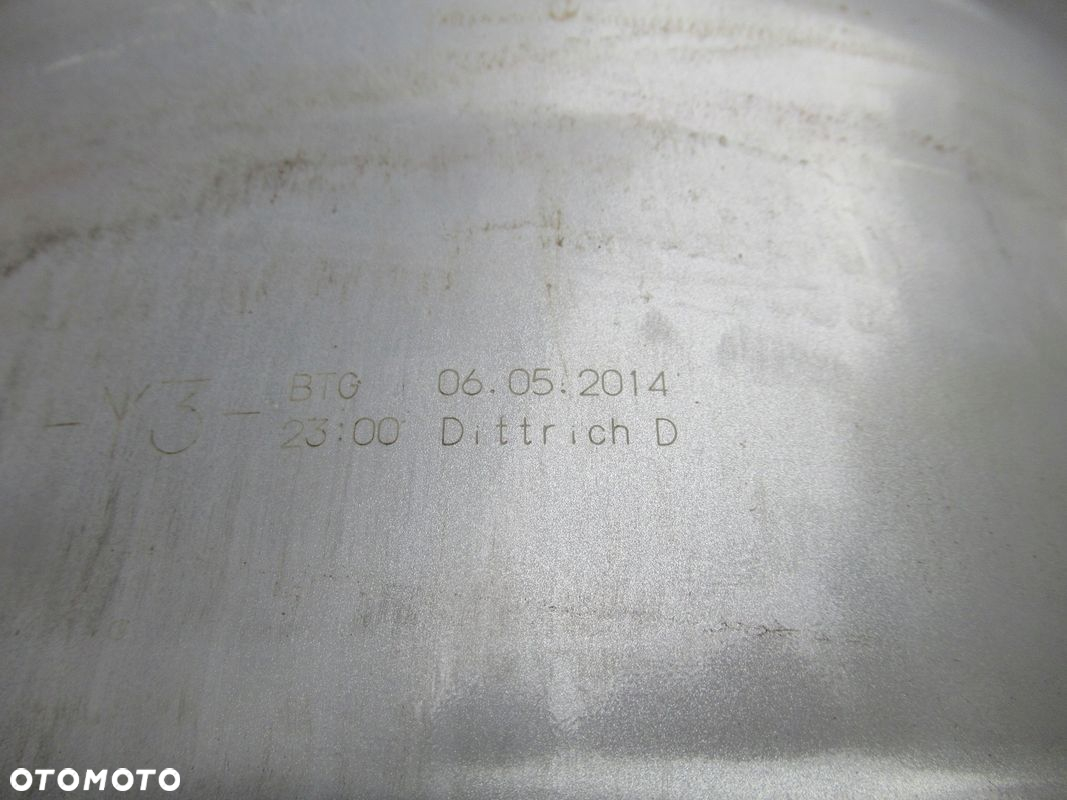 BTG 06.05.2014
23:00 Dittrich D
OTOMOTO